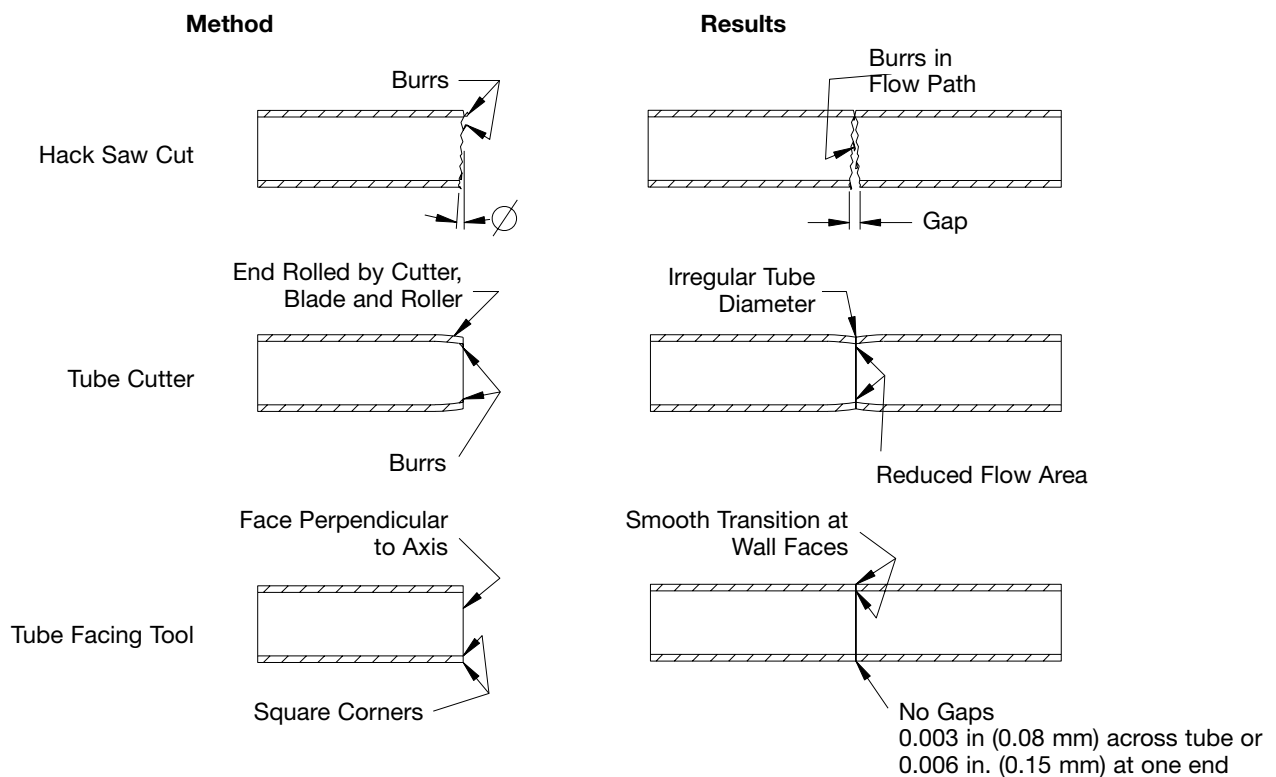 Method
Results
Hack Saw Cut
Burrs
Burrs in
Flow Path
Gap
Tube Cutter
End Rolled by Cutter,
Blade and Roller
Burrs
Irregular Tube
Diameter
Reduced Flow Area
Tube Facing Tool
Face Perpendicular
to Axis
Square Corners
Smooth Transition at
Wall Faces
No Gaps
0.003 in (0.08 mm) across tube or
0.006 in. (0.15 mm) at one end